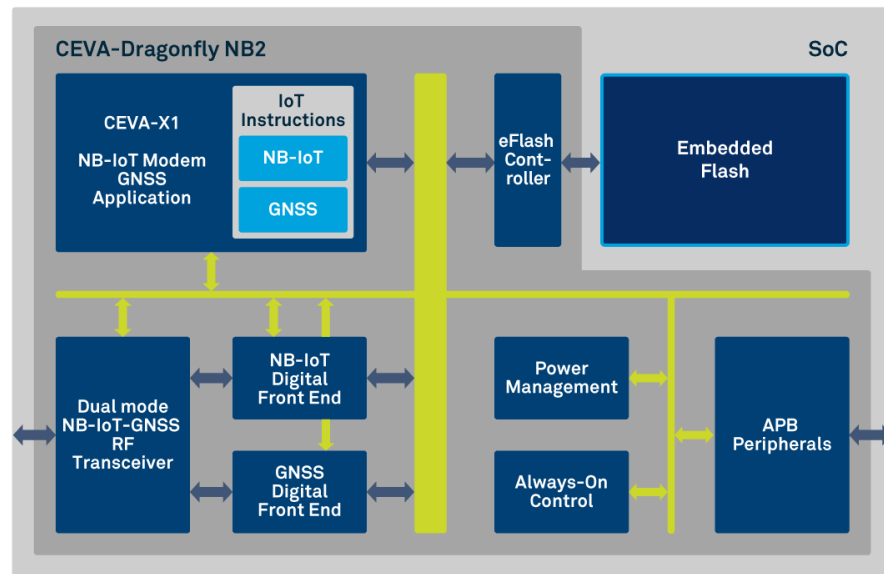 CEVA-Dragonfly NB2
SoC
CEVA-X1
NB-IoT Modem
GNSS
Application
IoT
Instructions
NB-IoT
GNSS
eFlash
Cont-
roller
Embedded
Flash
Dual mode
NB-IoT-GNSS
RF
Transceiver
NB-IoT
Digital
Front End
GNSS
Digital
Front End
Power
Management
Always-On
Control
APB
Peripherals